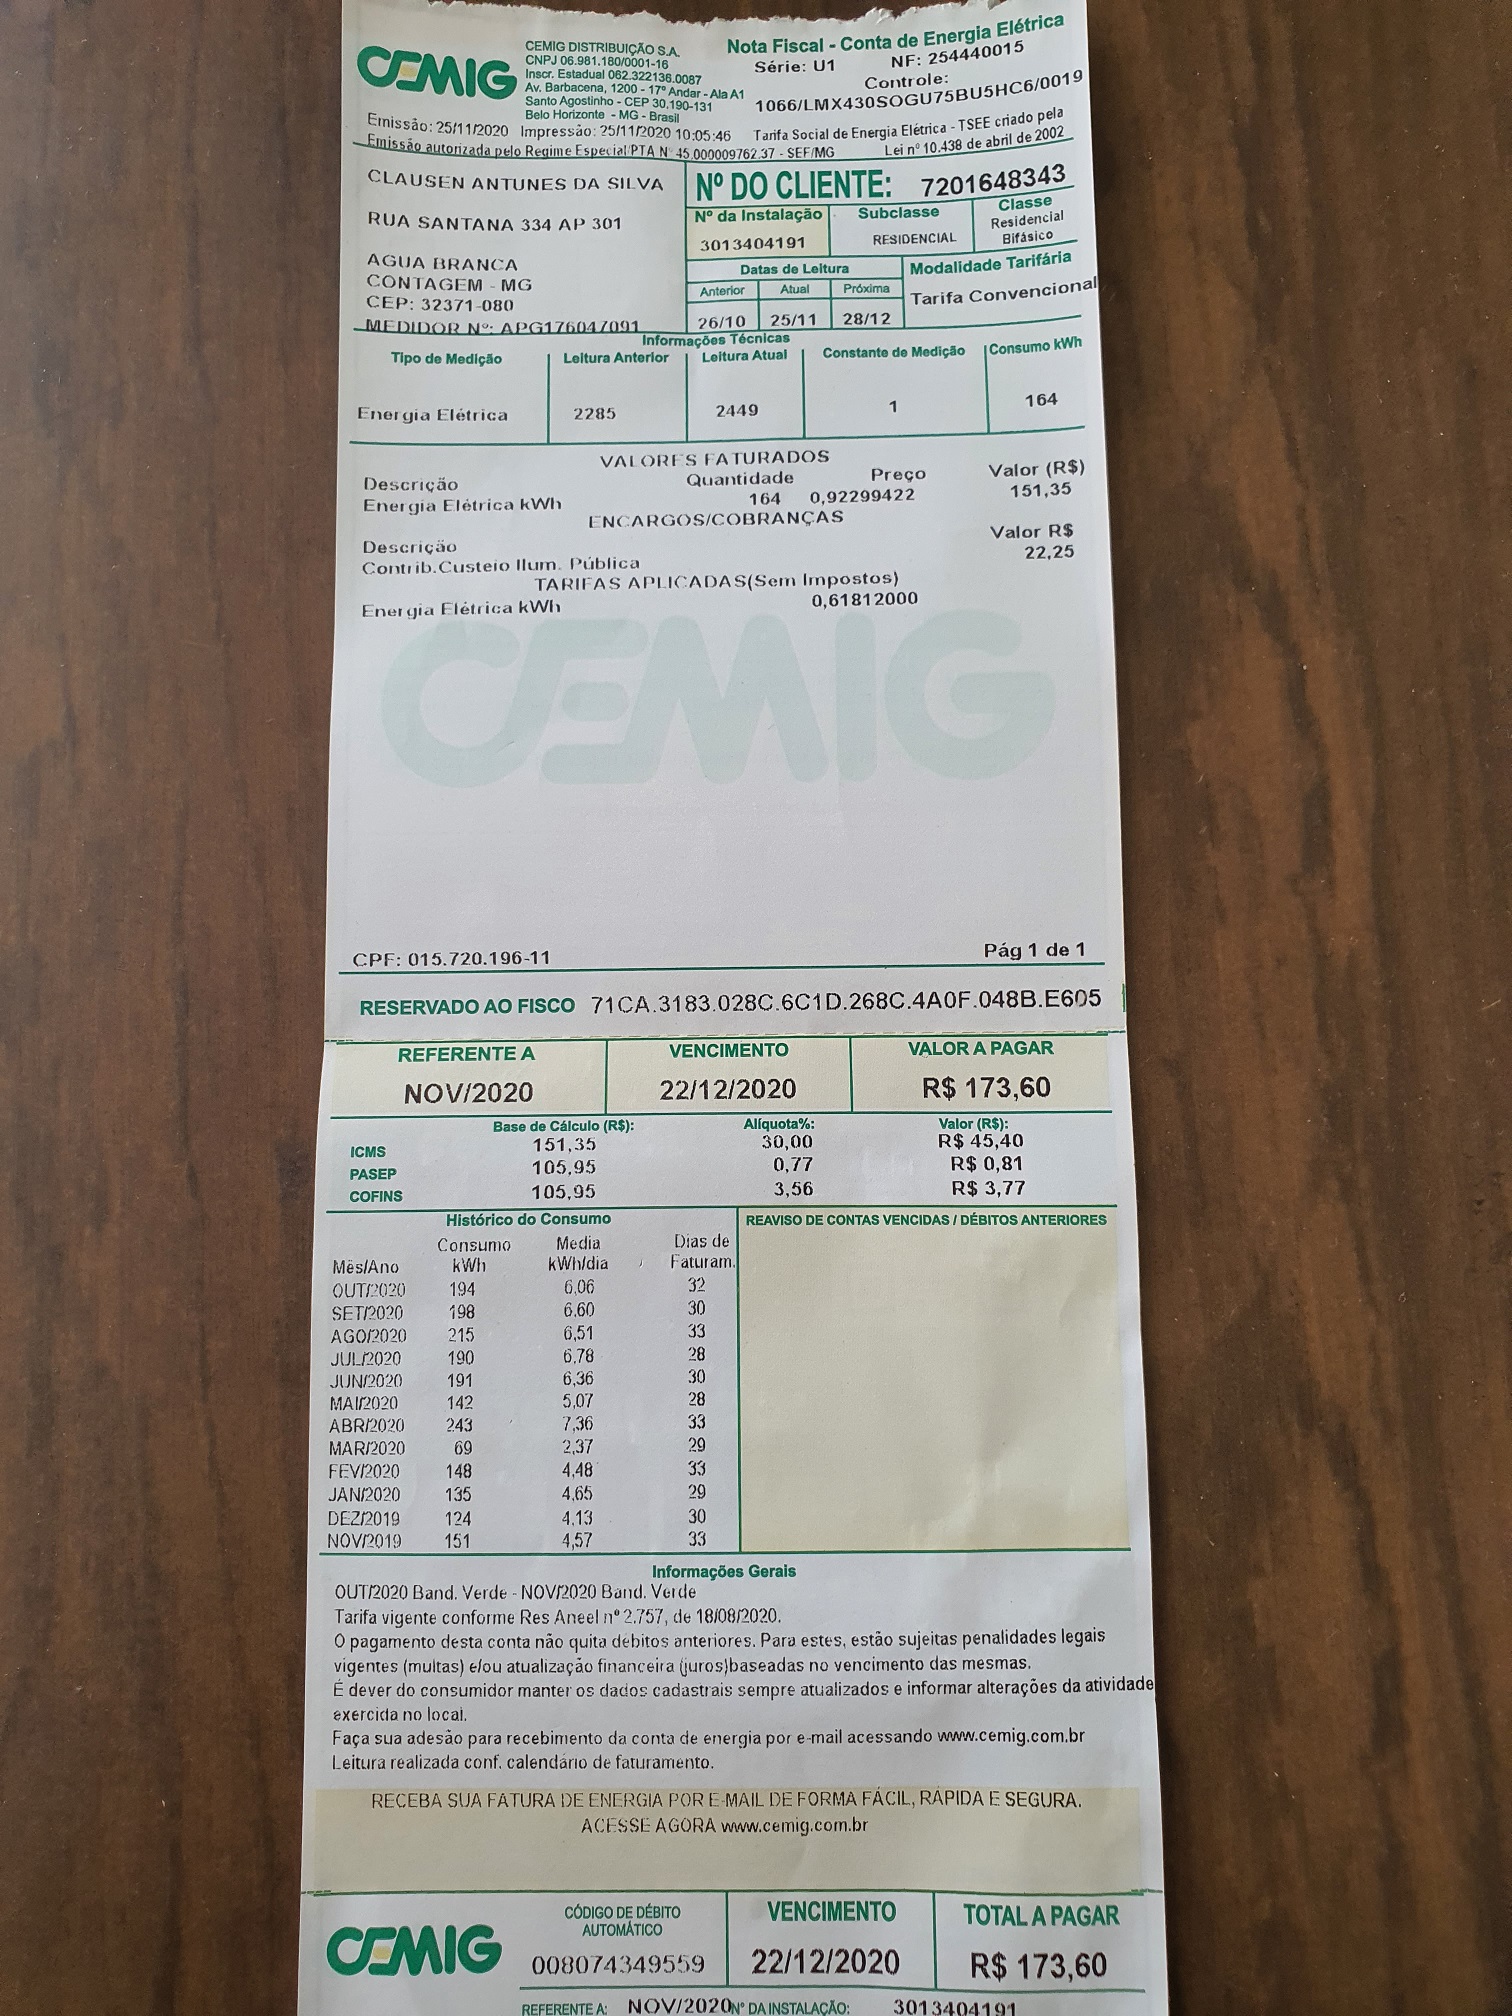 CEMIG
CEMIG DISTRIBUIÇÃO S.A.
CNPJ 06.981.180/0001-16
Inscr. Estadual 062.322136.0087
Av. Barbacena, 1200 - 17º Andar - Ala A1
Santo Agostinho - CEP 30.190-131
Belo Horizonte - MG - Brasil
Nota Fiscal - Conta de Energia Elétrica
Série: U1 NF: 254440015
Controle:
1066/LMX430SOGU75BU5HC6/0019
Emissão: 25/11/2020 Impressão: 25/11/2020 10:05:46 Tarifa Social de Energia Elétrica - TSEE criado pela
Emissão autorizada pelo Regime Especial/PTA Nº 45.000009762.37 - SEF/MG Lei nº 10.438 de abril de 2002
CLAUSEN ANTUNES DA SILVA
RUA SANTANA 334 AP 301
AGUA BRANCA
CONTAGEM - MG
CEP: 32371-080
MEDIDOR Nº: APG176047091
Nº DO CLIENTE: 7201648343
Nº da Instalação Subclasse Classe
3013404191 RESIDENCIAL Residencial
Bifásico
Datas de Leitura Modalidade Tarifária
Anterior Atual Próxima Tarifa Convencional
26/10 25/11 28/12
Informações Técnicas
Tipo de Medição Leitura Anterior Leitura Atual Constante de Medição Consumo kWh
Energia Elétrica 2285 2449 1 164
VALORES FATURADOS
Descrição Quantidade Preço Valor (R$)
Energia Elétrica kWh 164 0,92299422 151,35
ENCARGOS/COBRANÇAS
Descrição Valor R$
Contrib.Custeio Ilum. Pública 22,25
TARIFAS APLICADAS(Sem Impostos)
Energia Elétrica kWh 0,61812000
CEMIG
CPF: 015.720.196-11 Pág 1 de 1
RESERVADO AO FISCO 71CA.3183.028C.6C1D.268C.4A0F.048B.E605
REFERENTE A VENCIMENTO VALOR A PAGAR
NOV/2020 22/12/2020 R$ 173,60
Base de Cálculo (R$): Alíquota%: Valor (R$):
ICMS 151,35 30,00 R$ 45,40
PASEP 105,95 0,77 R$ 0,81
COFINS 105,95 3,56 R$ 3,77
Histórico do Consumo REAVISO DE CONTAS VENCIDAS / DÉBITOS ANTERIORES
Consumo Media Dias de
Mês/Ano kWh kWh/dia Faturam.
OUT/2020 194 6,06 32
SET/2020 198 6,60 30
AGO/2020 215 6,51 33
JUL/2020 190 6,78 28
JUN/2020 191 6,36 30
MAI/2020 142 5,07 28
ABR/2020 243 7,36 33
MAR/2020 69 2,37 29
FEV/2020 148 4,48 33
JAN/2020 135 4,65 29
DEZ/2019 124 4,13 30
NOV/2019 151 4,57 33
Informações Gerais
OUT/2020 Band. Verde - NOV/2020 Band. Verde
Tarifa vigente conforme Res Aneel nº 2.757, de 18/08/2020.
O pagamento desta conta não quita débitos anteriores. Para estes, estão sujeitas penalidades legais
vigentes (multas) e/ou atualização financeira (juros)baseadas no vencimento das mesmas.
É dever do consumidor manter os dados cadastrais sempre atualizados e informar alterações da atividade
exercida no local.
Faça sua adesão para recebimento da conta de energia por e-mail acessando www.cemig.com.br
Leitura realizada conf. calendário de faturamento.
RECEBA SUA FATURA DE ENERGIA POR E-MAIL DE FORMA FÁCIL, RÁPIDA E SEGURA.
ACESSE AGORA www.cemig.com.br
CEMIG
CÓDIGO DE DÉBITO
AUTOMÁTICO
008074349559
VENCIMENTO
22/12/2020
TOTAL A PAGAR
R$ 173,60
REFERENTE A: NOV/2020 Nº DA INSTALAÇÃO: 3013404191